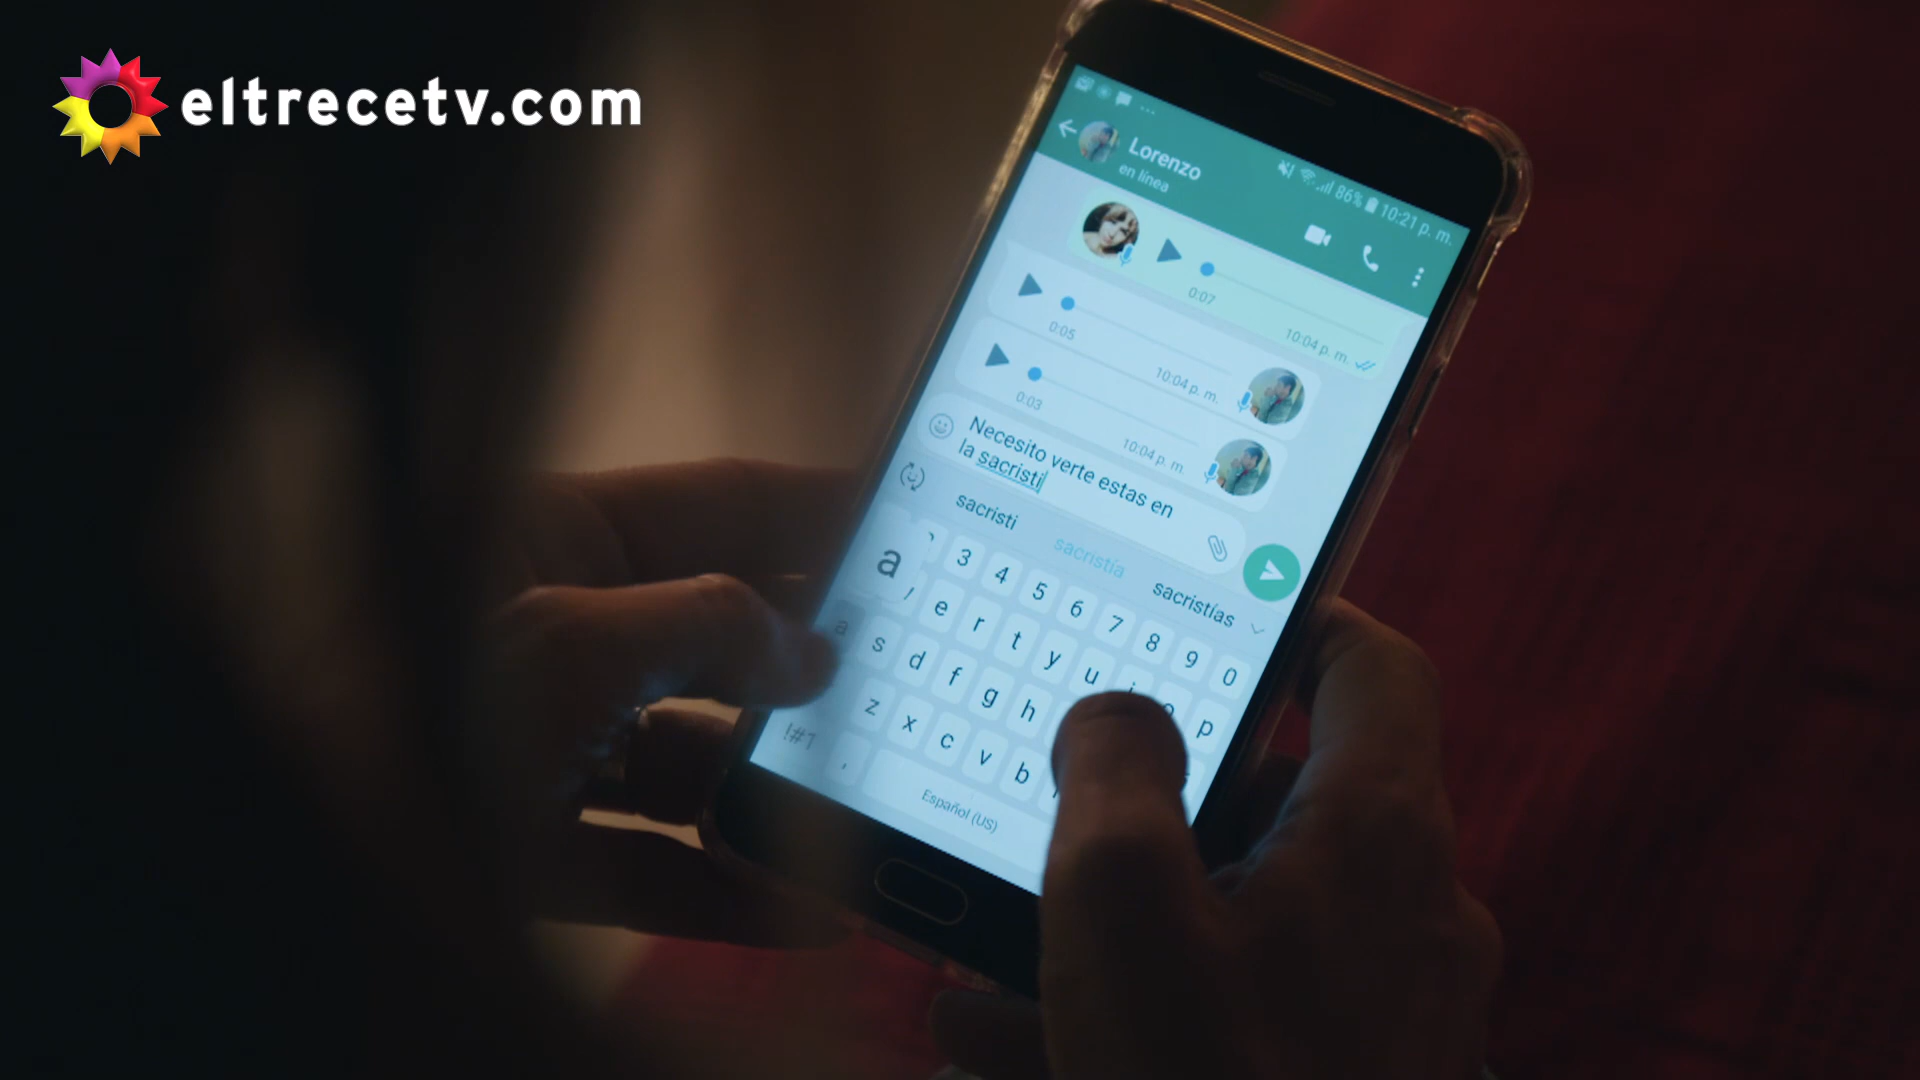 eltrecetv.com
86% 10:21 p. m.
Lorenzo
en línea
0:07
10:04 p. m.
0:05
10:04 p. m.
0:03
10:04 p. m.
Necesito verte estas en
la sacristi
sacristi sacristía sacristías
3 4 5 6 7 8 9 0
a
e r t y u i o p
a s d f g h
!#1 z x c v b
, Español (US)